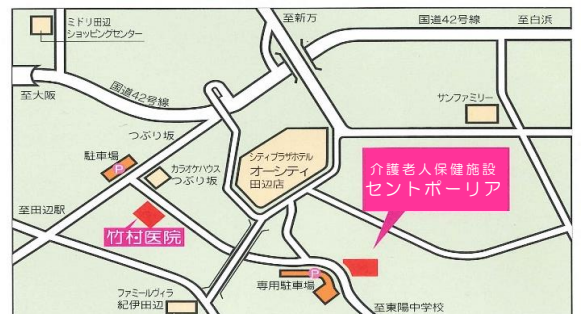 ミドリ田辺
ショッピングセンター
至新万
国道42号線
至白浜
至大阪
国道42号線
サンファミリー
つぶり坂
駐車場
P
カラオケハウス
つぶり坂
シティプラザホテル
オーシティ
田辺店
介護老人保健施設
セントポーリア
至田辺駅
竹村医院
P
専用駐車場
ファミールヴィラ
紀伊田辺
至東陽中学校